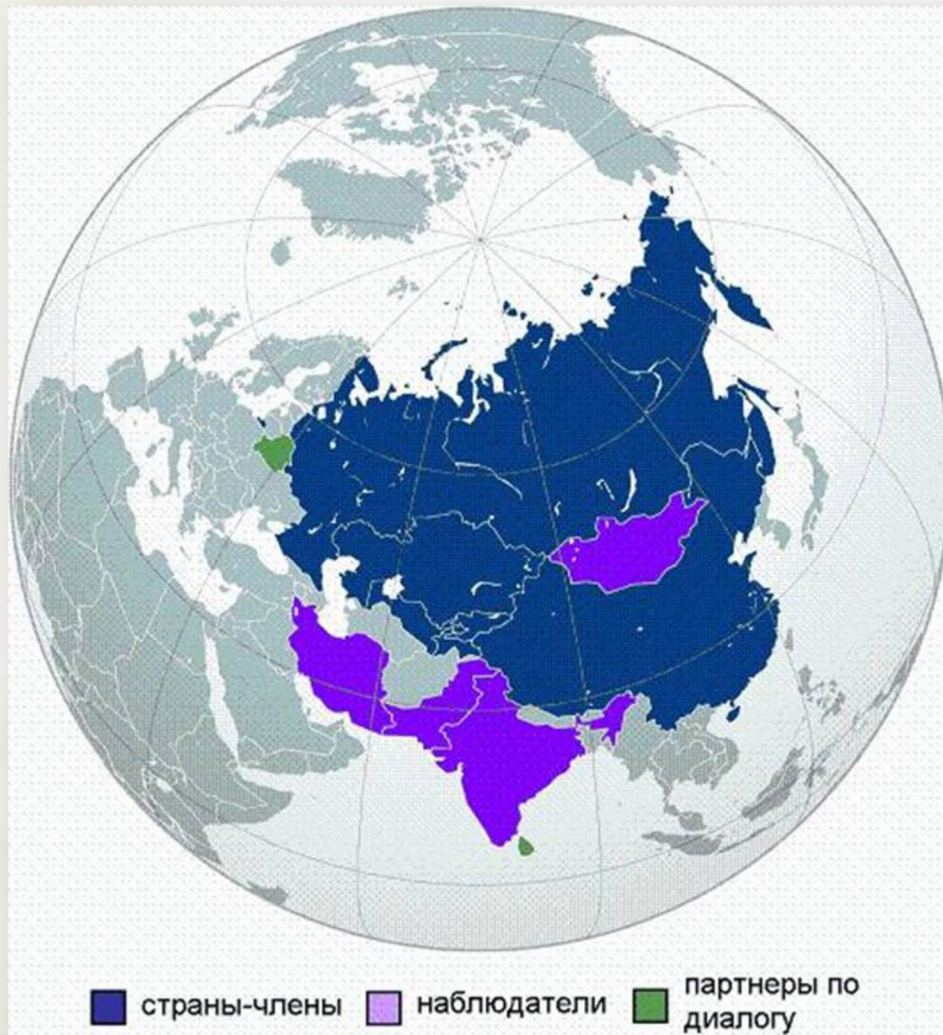 страны-члены
наблюдатели
партнеры по
диалогу